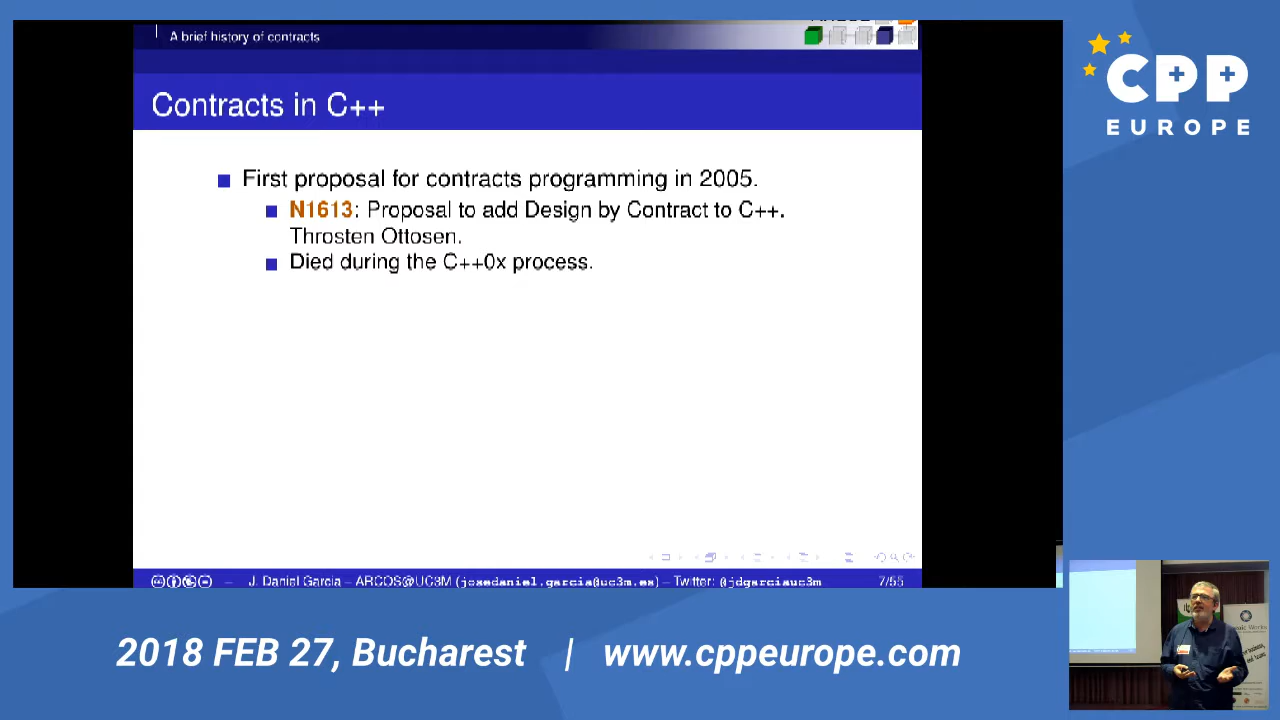 A brief history of contracts
Contracts in C++
First proposal for contracts programming in 2005.
N1613: Proposal to add Design by Contract to C++.
Throsten Ottosen.
Died during the C++0x process.
– J. Daniel Garcia – ARCOS@UC3M (josedaniel.garcia@uc3m.es) – Twitter: @jdgarciauc3m 7/55
CPP
EUROPE
2018 FEB 27, Bucharest | www.cppeurope.com